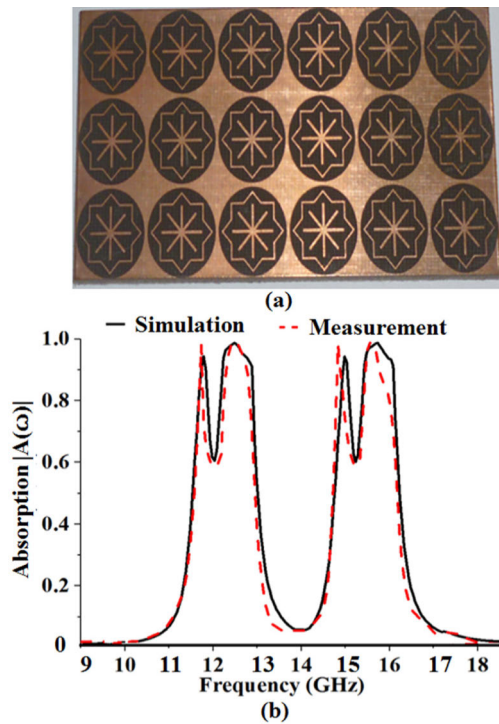 (a)
Simulation Measurement
Absorption |A(ω)|
1.0
0.8
0.6
0.4
0.2
0
9 10 11 12 13 14 15 16 17 18
Frequency (GHz)
(b)